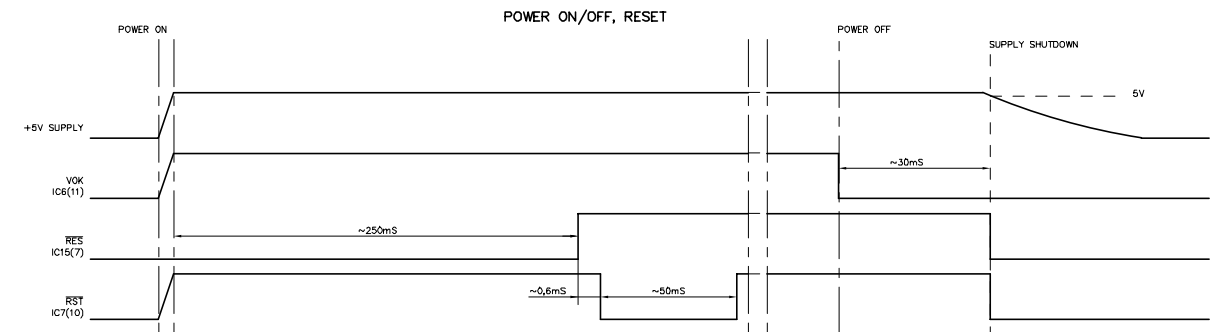 POWER ON/OFF, RESET
POWER ON
POWER OFF
SUPPLY SHUTDOWN
5V
+5V SUPPLY
VOK
IC6(11)
~30mS
RES
IC15(7)
~250mS
RST
IC7(10)
~0,6mS
~50mS